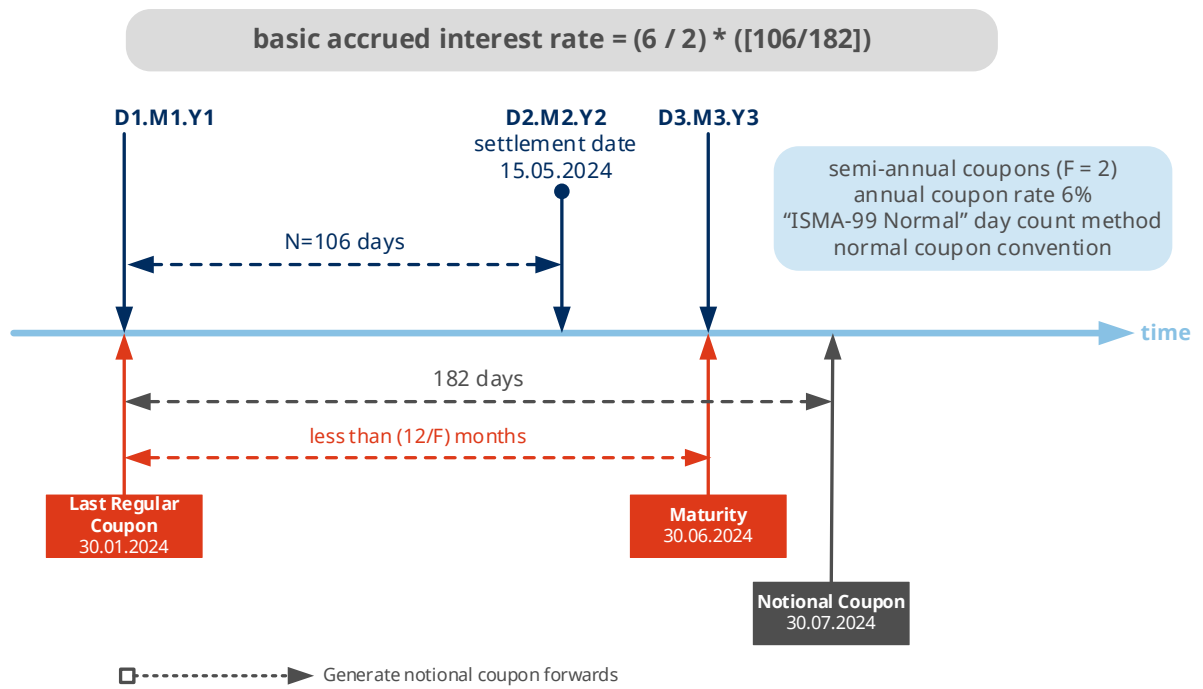 basic accrued interest rate = (6 / 2) * ([106/182])
D1.M1.Y1
D2.M2.Y2
settlement date
15.05.2024
D3.M3.Y3
semi-annual coupons (F = 2)
annual coupon rate 6%
“ISMA-99 Normal” day count method
normal coupon convention
N=106 days
time
182 days
less than (12/F) months
Last Regular
Coupon
30.01.2024
Maturity
30.06.2024
Notional Coupon
30.07.2024
Generate notional coupon forwards